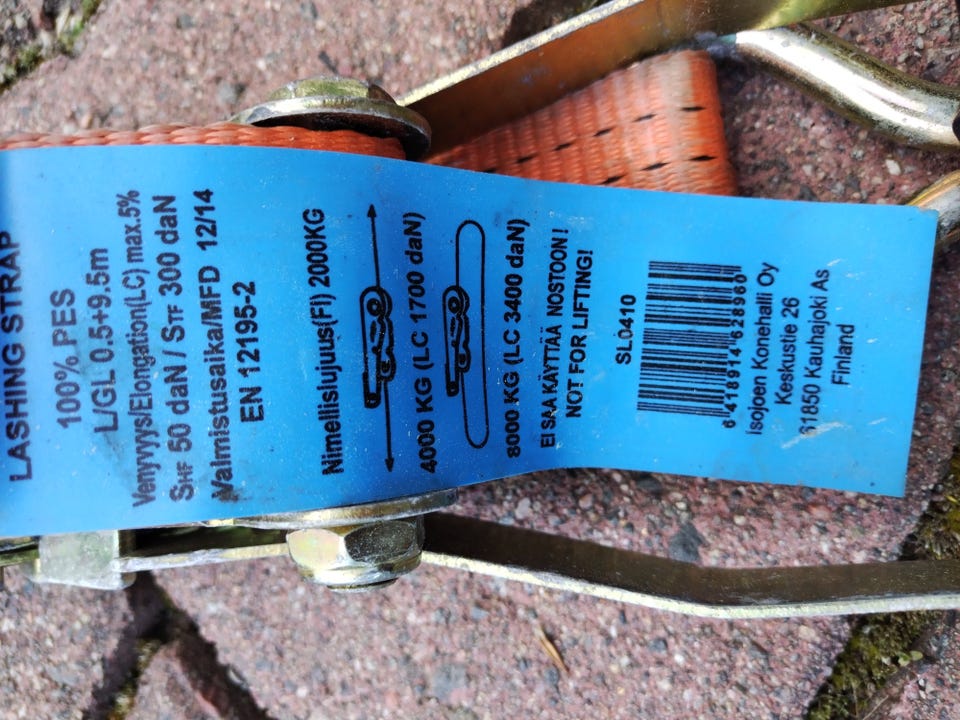 LASHING STRAP
100% PES
L/GL 0.5+9.5m
Venyvyys/Elongation(LC) max.5%
SHF 50 daN / STF 300 daN
Valmistusaika/MFD 12/14
EN 12195-2
Nimellislujuus(FI) 2000KG
4000 KG (LC 1700 daN)
8000 KG (LC 3400 daN)
EI SAA KÄYTTÄÄ NOSTOON!
NOT FOR LIFTING!
SL0410
6 418914 628960
Isojoen Konehalli Oy
Keskustie 26
61850 Kauhajoki As
Finland